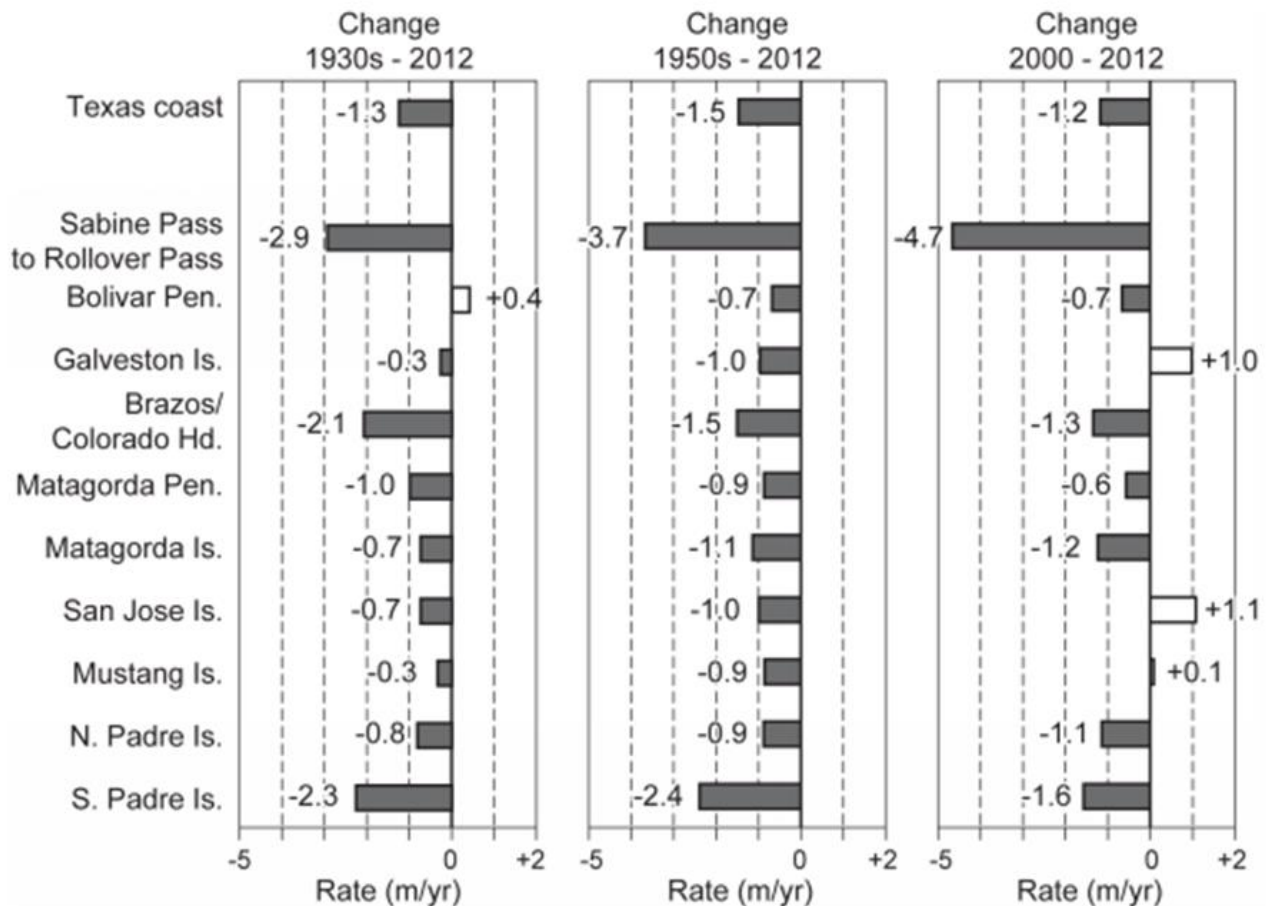 Change
1930s - 2012
Change
1950s - 2012
Change
2000 - 2012
Texas coast
-1.3
-1.5
-1.2
Sabine Pass
to Rollover Pass
-2.9
-3.7
-4.7
Bolivar Pen.
+0.4
-0.7
-0.7
Galveston Is.
-0.3
-1.0
+1.0
Brazos/
Colorado Hd.
-2.1
-1.5
-1.3
Matagorda Pen.
-1.0
-0.9
-0.6
Matagorda Is.
-0.7
-1.1
-1.2
San Jose Is.
-0.7
-1.0
+1.1
Mustang Is.
-0.3
-0.9
+0.1
N. Padre Is.
-0.8
-0.9
-1.1
S. Padre Is.
-2.3
-2.4
-1.6
-5 0 +2
-5 0 +2
-5 0 +2
Rate (m/yr)
Rate (m/yr)
Rate (m/yr)